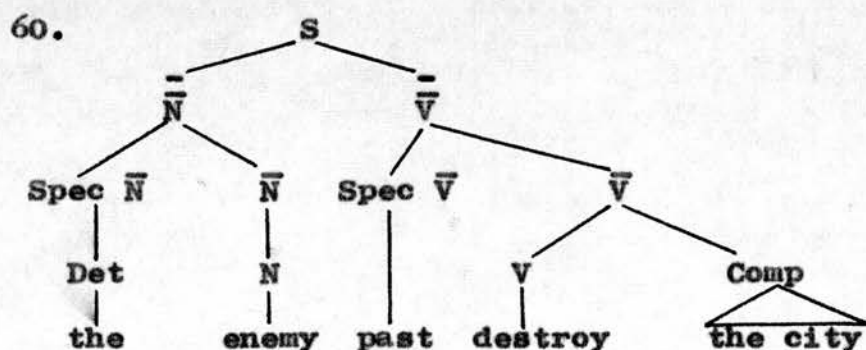 60. S
N̿ V̿
Spec N̄ N̄ Spec V̄ V̄
Det N V Comp
the enemy past destroy the city